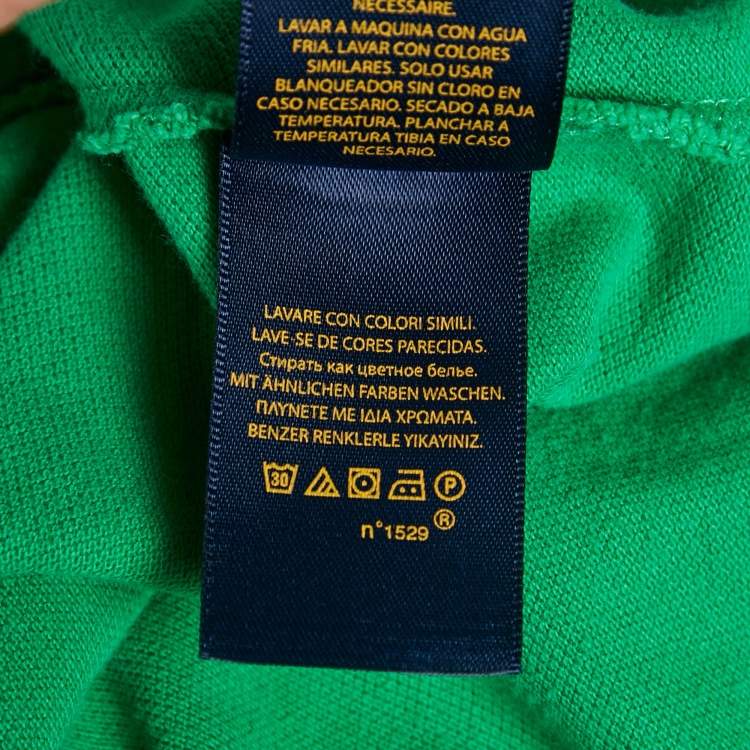 NECESSAIRE.
LAVAR A MAQUINA CON AGUA
FRIA. LAVAR CON COLORES
SIMILARES. SOLO USAR
BLANQUEADOR SIN CLORO EN
CASO NECESARIO. SECADO A BAJA
TEMPERATURA. PLANCHAR A
TEMPERATURA TIBIA EN CASO
NECESARIO.
LAVARE CON COLORI SIMILI.
LAVE-SE DE CORES PARECIDAS.
Стирать как цветное белье.
MIT ÄHNLICHEN FARBEN WASCHEN.
ΠΛΥΝΕΤΕ ΜΕ ΙΔΙΑ ΧΡΩΜΑΤΑ.
BENZER RENKLERLE YIKAYINIZ.
30 P
n°1529 ®